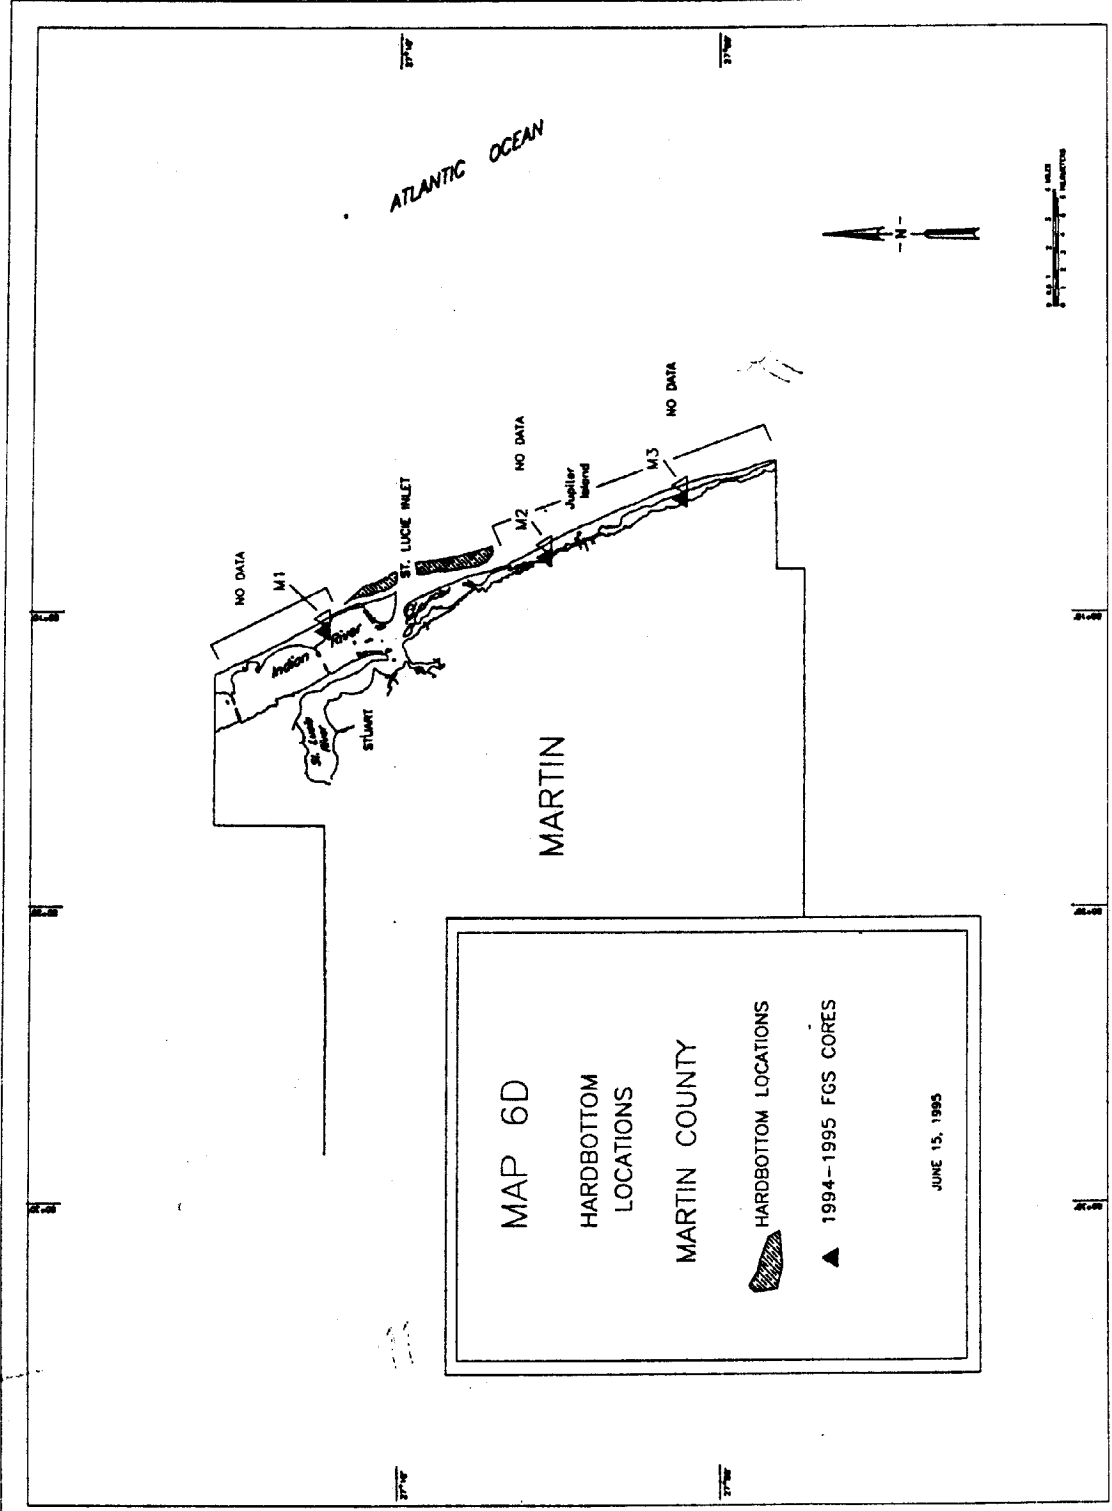 ATLANTIC OCEAN
NO DATA
M1
ST. LUCIE INLET
Indian
River
St. Lucie
River
STUART
M2
NO DATA
Jupiter
Island
M3
NO DATA
MARTIN
-N-
MAP 6D
HARDBOTTOM
LOCATIONS
MARTIN COUNTY
HARDBOTTOM LOCATIONS
1994-1995 FGS CORES
JUNE 15, 1995